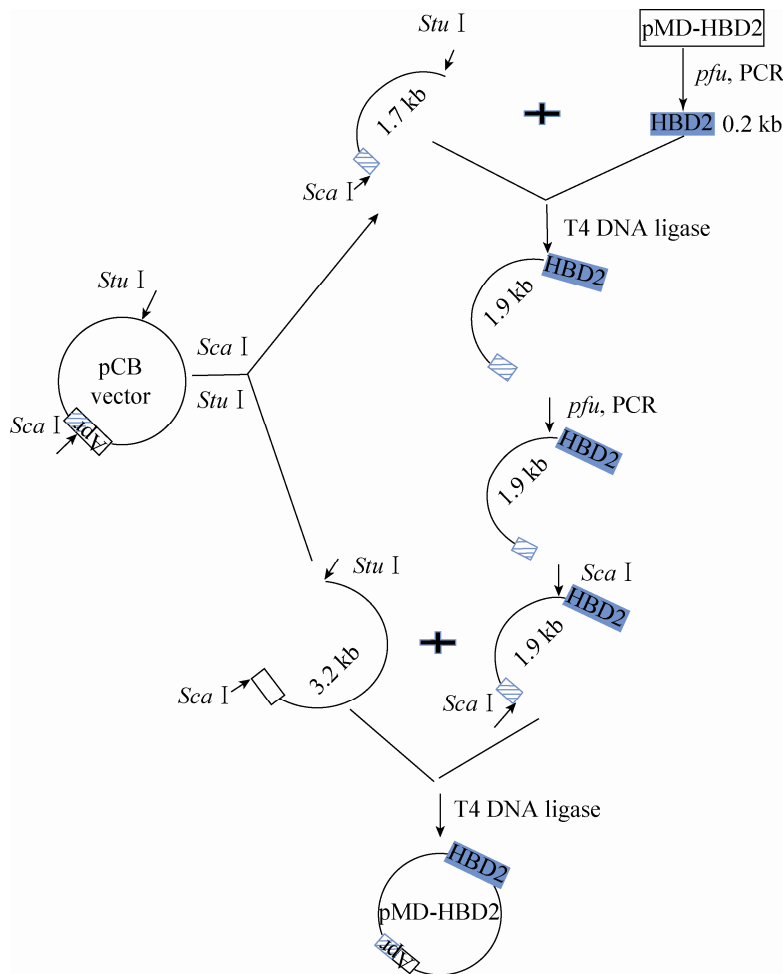 Stu Ⅰ
pMD-HBD2
pfu, PCR
1.7 kb
HBD2 0.2 kb
Sca Ⅰ
T4 DNA ligase
HBD2
1.9 kb
Stu Ⅰ
pCB
vector
Sca Ⅰ
Apr
Sca Ⅰ
Stu Ⅰ
pfu, PCR
HBD2
1.9 kb
Stu Ⅰ
3.2 kb
Sca Ⅰ
Sca Ⅰ
HBD2
1.9 kb
Sca Ⅰ
T4 DNA ligase
HBD2
pMD-HBD2
Apr